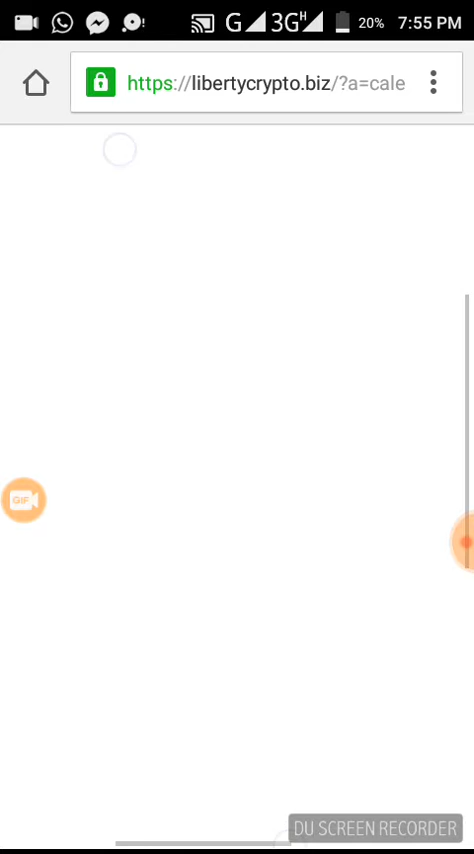 G 3G H 20% 7:55 PM
https://libertycrypto.biz/?a=cale
GIF
DU SCREEN RECORDER